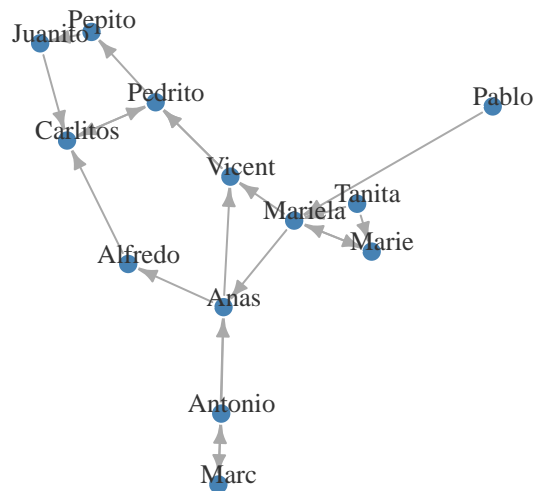 Pepito
Juanito
Pedrito
Pablo
Carlitos
Vicent
Tanita
Mariela
Marie
Alfredo
Anas
Antonio
Marc